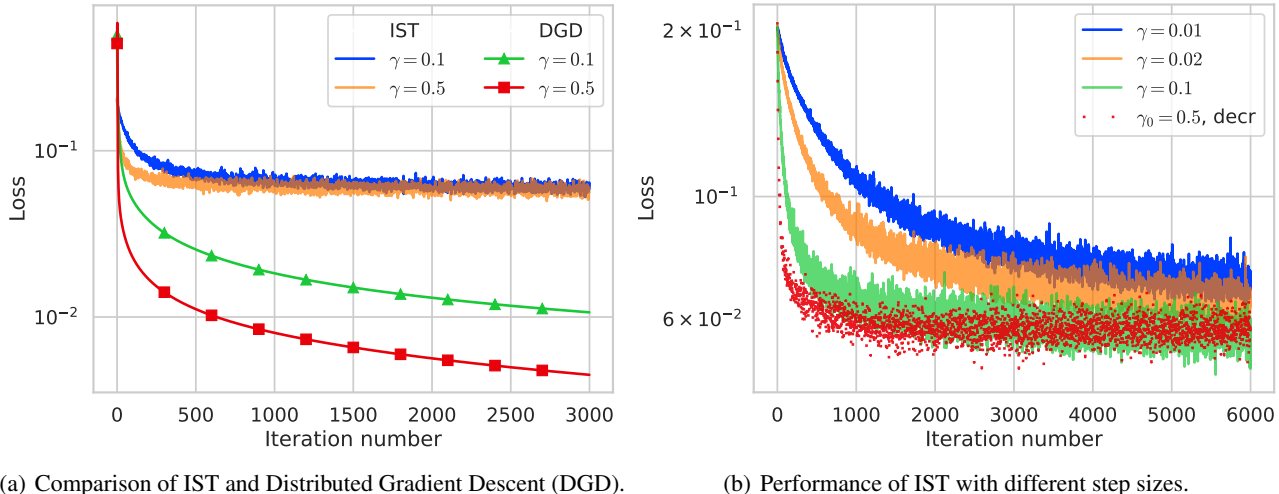 IST DGD
γ = 0.1 γ = 0.1
γ = 0.5 γ = 0.5
10⁻¹
10⁻²
Loss
0 500 1000 1500 2000 2500 3000
Iteration number
(a) Comparison of IST and Distributed Gradient Descent (DGD).
γ = 0.01
γ = 0.02
γ = 0.1
γ₀ = 0.5, decr
2 × 10⁻¹
10⁻¹
6 × 10⁻²
Loss
0 1000 2000 3000 4000 5000 6000
Iteration number
(b) Performance of IST with different step sizes.